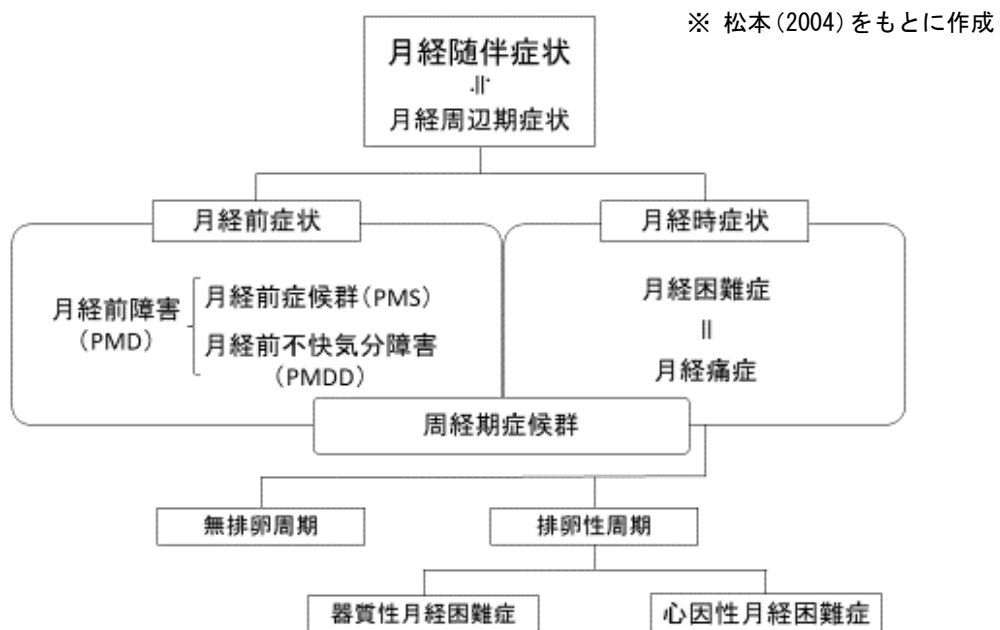 ※ 松本(2004)をもとに作成
月経随伴症状
≒
月経周辺期症状
月経前症状
月経時症状
月経前障害
(PMD)
月経前症候群(PMS)
月経前不快気分障害
(PMDD)
月経困難症
॥
月経痛症
周経期症候群
無排卵周期
排卵性周期
器質性月経困難症
心因性月経困難症